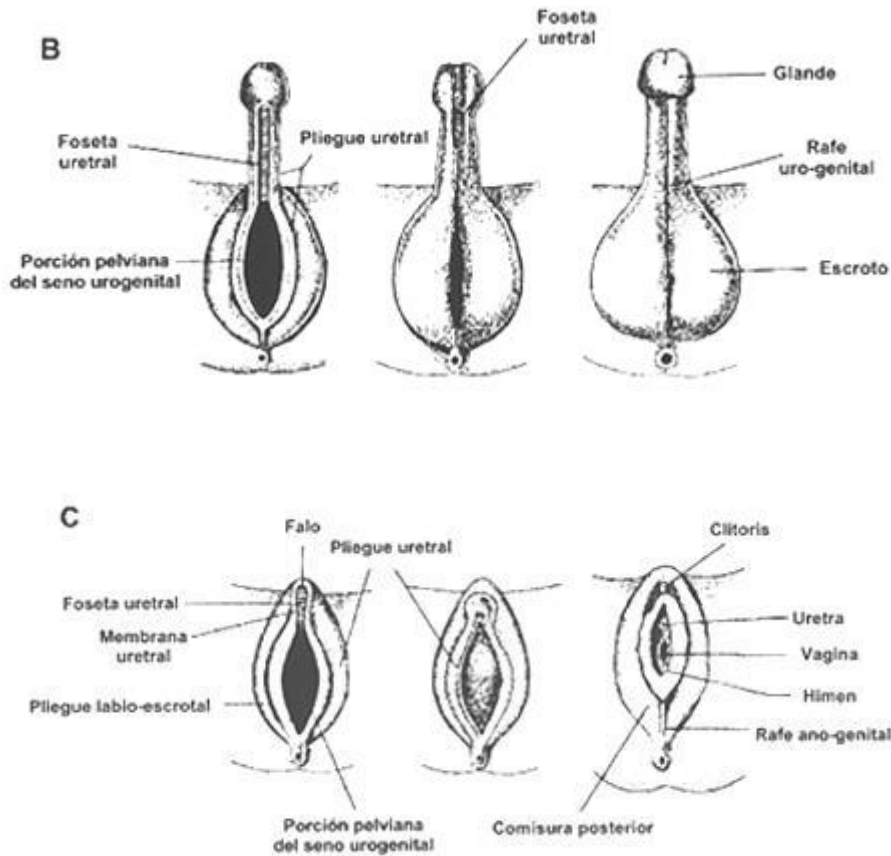 B
Foseta
uretral
Glande
Foseta
uretral
Pliegue uretral
Rafe
uro-genital
Porción pelviana
del seno urogenital
Escroto
C
Falo
Pliegue uretral
Clitoris
Foseta uretral
Membrana
uretral
Uretra
Vagina
Pliegue labio-escrotal
Himen
Rafe ano-genital
Porción pelviana
del seno urogenital
Comisura posterior